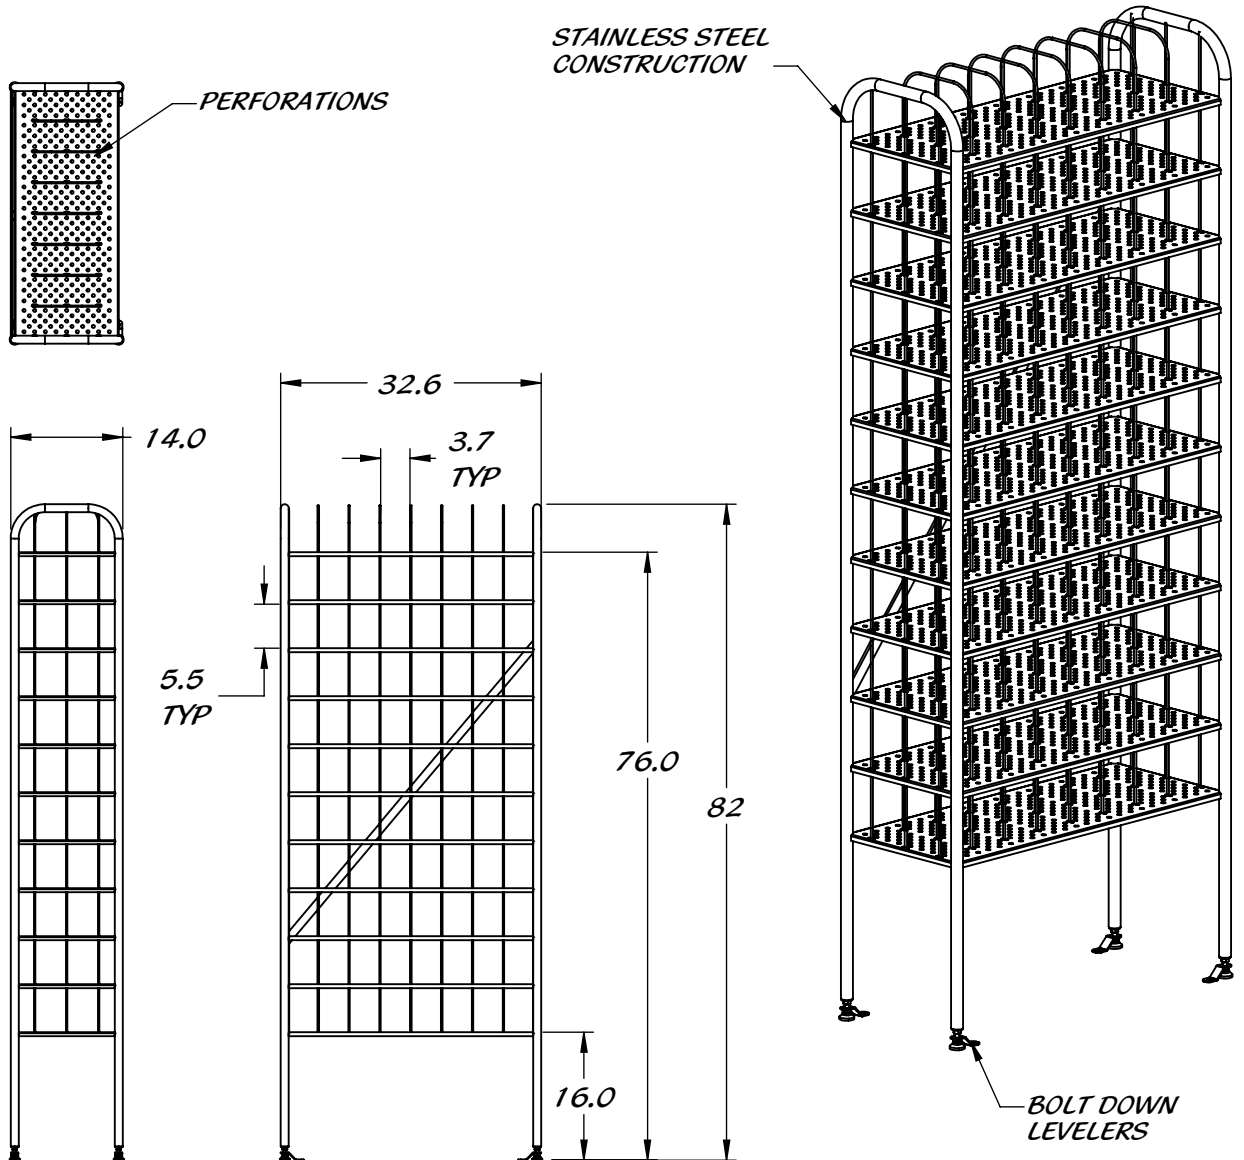 STAINLESS STEEL
CONSTRUCTION
PERFORATIONS
32.6
14.0
3.7
TYP
5.5
TYP
76.0
82
16.0
BOLT DOWN
LEVELERS